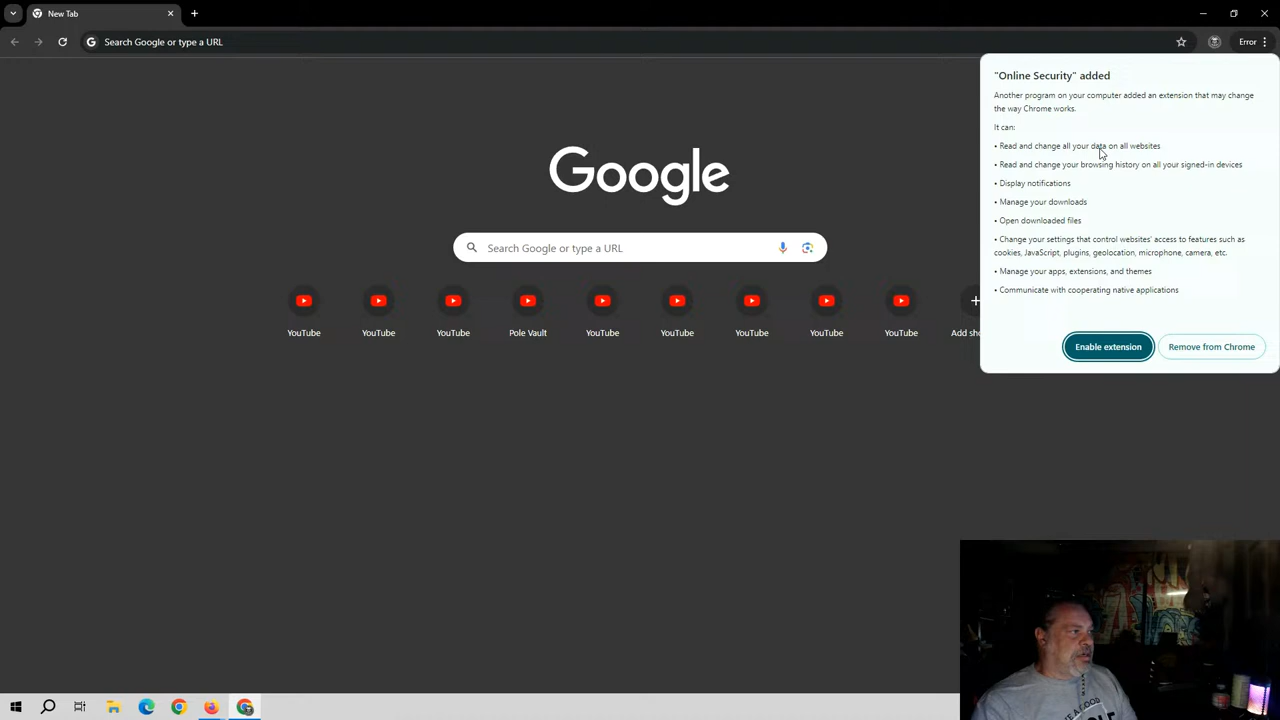 New Tab
Search Google or type a URL
Error
"Online Security" added
Another program on your computer added an extension that may change
the way Chrome works.
It can:
• Read and change all your data on all websites
• Read and change your browsing history on all your signed-in devices
• Display notifications
• Manage your downloads
• Open downloaded files
• Change your settings that control websites' access to features such as
cookies, JavaScript, plugins, geolocation, microphone, camera, etc.
• Manage your apps, extensions, and themes
• Communicate with cooperating native applications
Enable extension
Remove from Chrome
Google
Search Google or type a URL
YouTube
YouTube
YouTube
Pole Vault
YouTube
YouTube
YouTube
YouTube
YouTube
Add sho